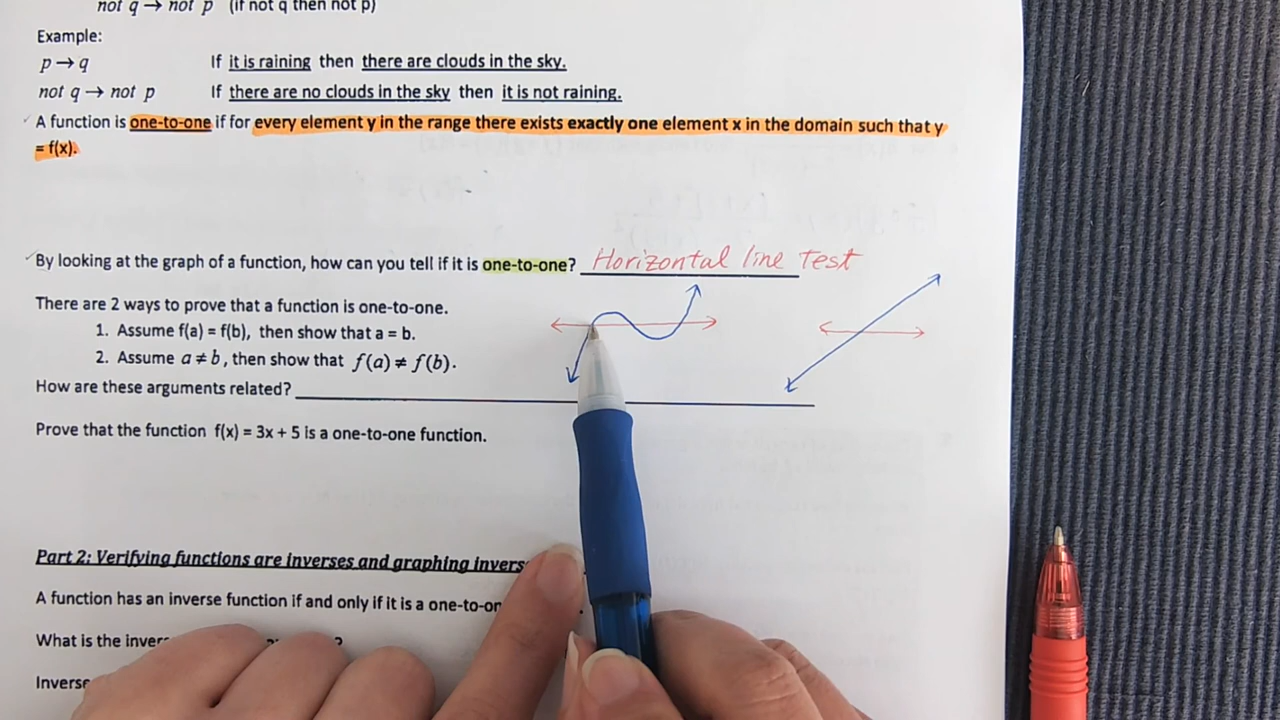 not q → not p (if not q then not p)
Example:
p → q If it is raining then there are clouds in the sky.
not q → not p If there are no clouds in the sky then it is not raining.
A function is one-to-one if for every element y in the range there exists exactly one element x in the domain such that y
= f(x).
By looking at the graph of a function, how can you tell if it is one-to-one? Horizontal line Test
There are 2 ways to prove that a function is one-to-one.
1. Assume f(a) = f(b), then show that a = b.
2. Assume a ≠ b, then show that f(a) ≠ f(b).
How are these arguments related?
Prove that the function f(x) = 3x + 5 is a one-to-one function.
Part 2: Verifying functions are inverses and graphing invers
A function has an inverse function if and only if it is a one-to-on
What is the inver ?
Inverse